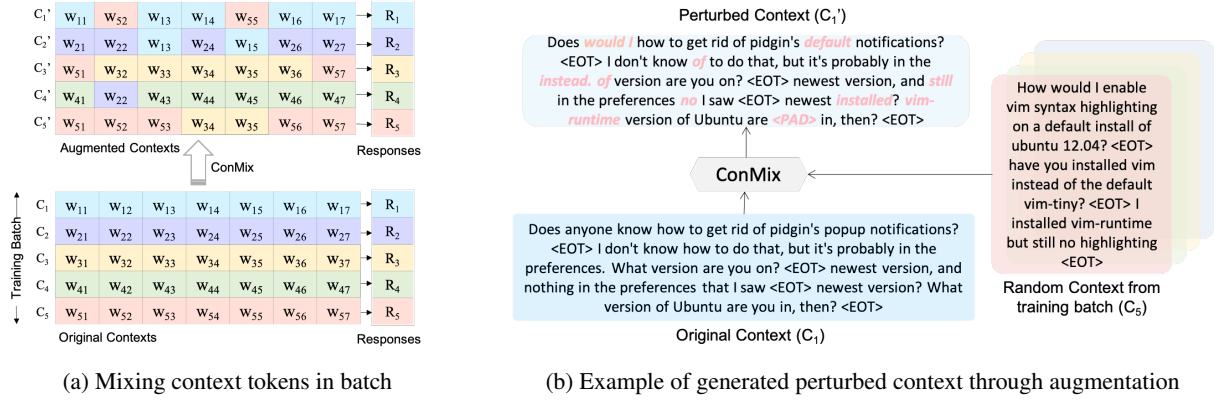 C₁' w₁₁ w₅₂ w₁₃ w₁₄ w₅₅ w₁₆ w₁₇ R₁
C₂' w₂₁ w₂₂ w₁₃ w₂₄ w₁₅ w₂₆ w₂₇ R₂
C₃' w₅₁ w₃₂ w₃₃ w₃₄ w₃₅ w₃₆ w₅₇ R₃
C₄' w₄₁ w₂₂ w₄₃ w₄₄ w₄₅ w₄₆ w₄₇ R₄
C₅' w₅₁ w₅₂ w₅₃ w₃₄ w₃₅ w₅₆ w₅₇ R₅
Augmented Contexts Responses
ConMix
Training Batch
C₁ w₁₁ w₁₂ w₁₃ w₁₄ w₁₅ w₁₆ w₁₇ R₁
C₂ w₂₁ w₂₂ w₂₃ w₂₄ w₂₅ w₂₆ w₂₇ R₂
C₃ w₃₁ w₃₂ w₃₃ w₃₄ w₃₅ w₃₆ w₃₇ R₃
C₄ w₄₁ w₄₂ w₄₃ w₄₄ w₄₅ w₄₆ w₄₇ R₄
C₅ w₅₁ w₅₂ w₅₃ w₅₄ w₅₅ w₅₆ w₅₇ R₅
Original Contexts Responses
(a) Mixing context tokens in batch
Perturbed Context (C₁')
Does would I how to get rid of pidgin's default notifications?
<EOT> I don't know of to do that, but it's probably in the
instead. of version are you on? <EOT> newest version, and still
in the preferences no I saw <EOT> newest installed? vim-
runtime version of Ubuntu are <PAD> in, then? <EOT>
ConMix
Does anyone know how to get rid of pidgin's popup notifications?
<EOT> I don't know how to do that, but it's probably in the
preferences. What version are you on? <EOT> newest version, and
nothing in the preferences that I saw <EOT> newest version? What
version of Ubuntu are you in, then? <EOT>
Original Context (C₁)
How would I enable
vim syntax highlighting
on a default install of
ubuntu 12.04? <EOT>
have you installed vim
instead of the default
vim-tiny? <EOT> I
installed vim-runtime
but still no highlighting
<EOT>
Random Context from
training batch (C₅)
(b) Example of generated perturbed context through augmentation